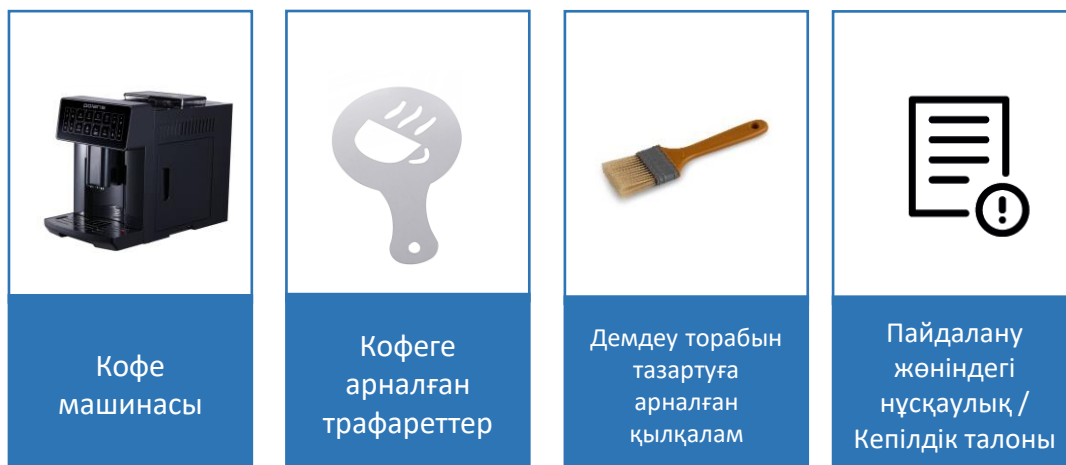 Кофе
машинасы
Кофеге
арналған
трафареттер
Демдеу торабын
тазартуға
арналған
қылқалам
Пайдалану
жөніндегі
нұсқаулық /
Кепілдік талоны